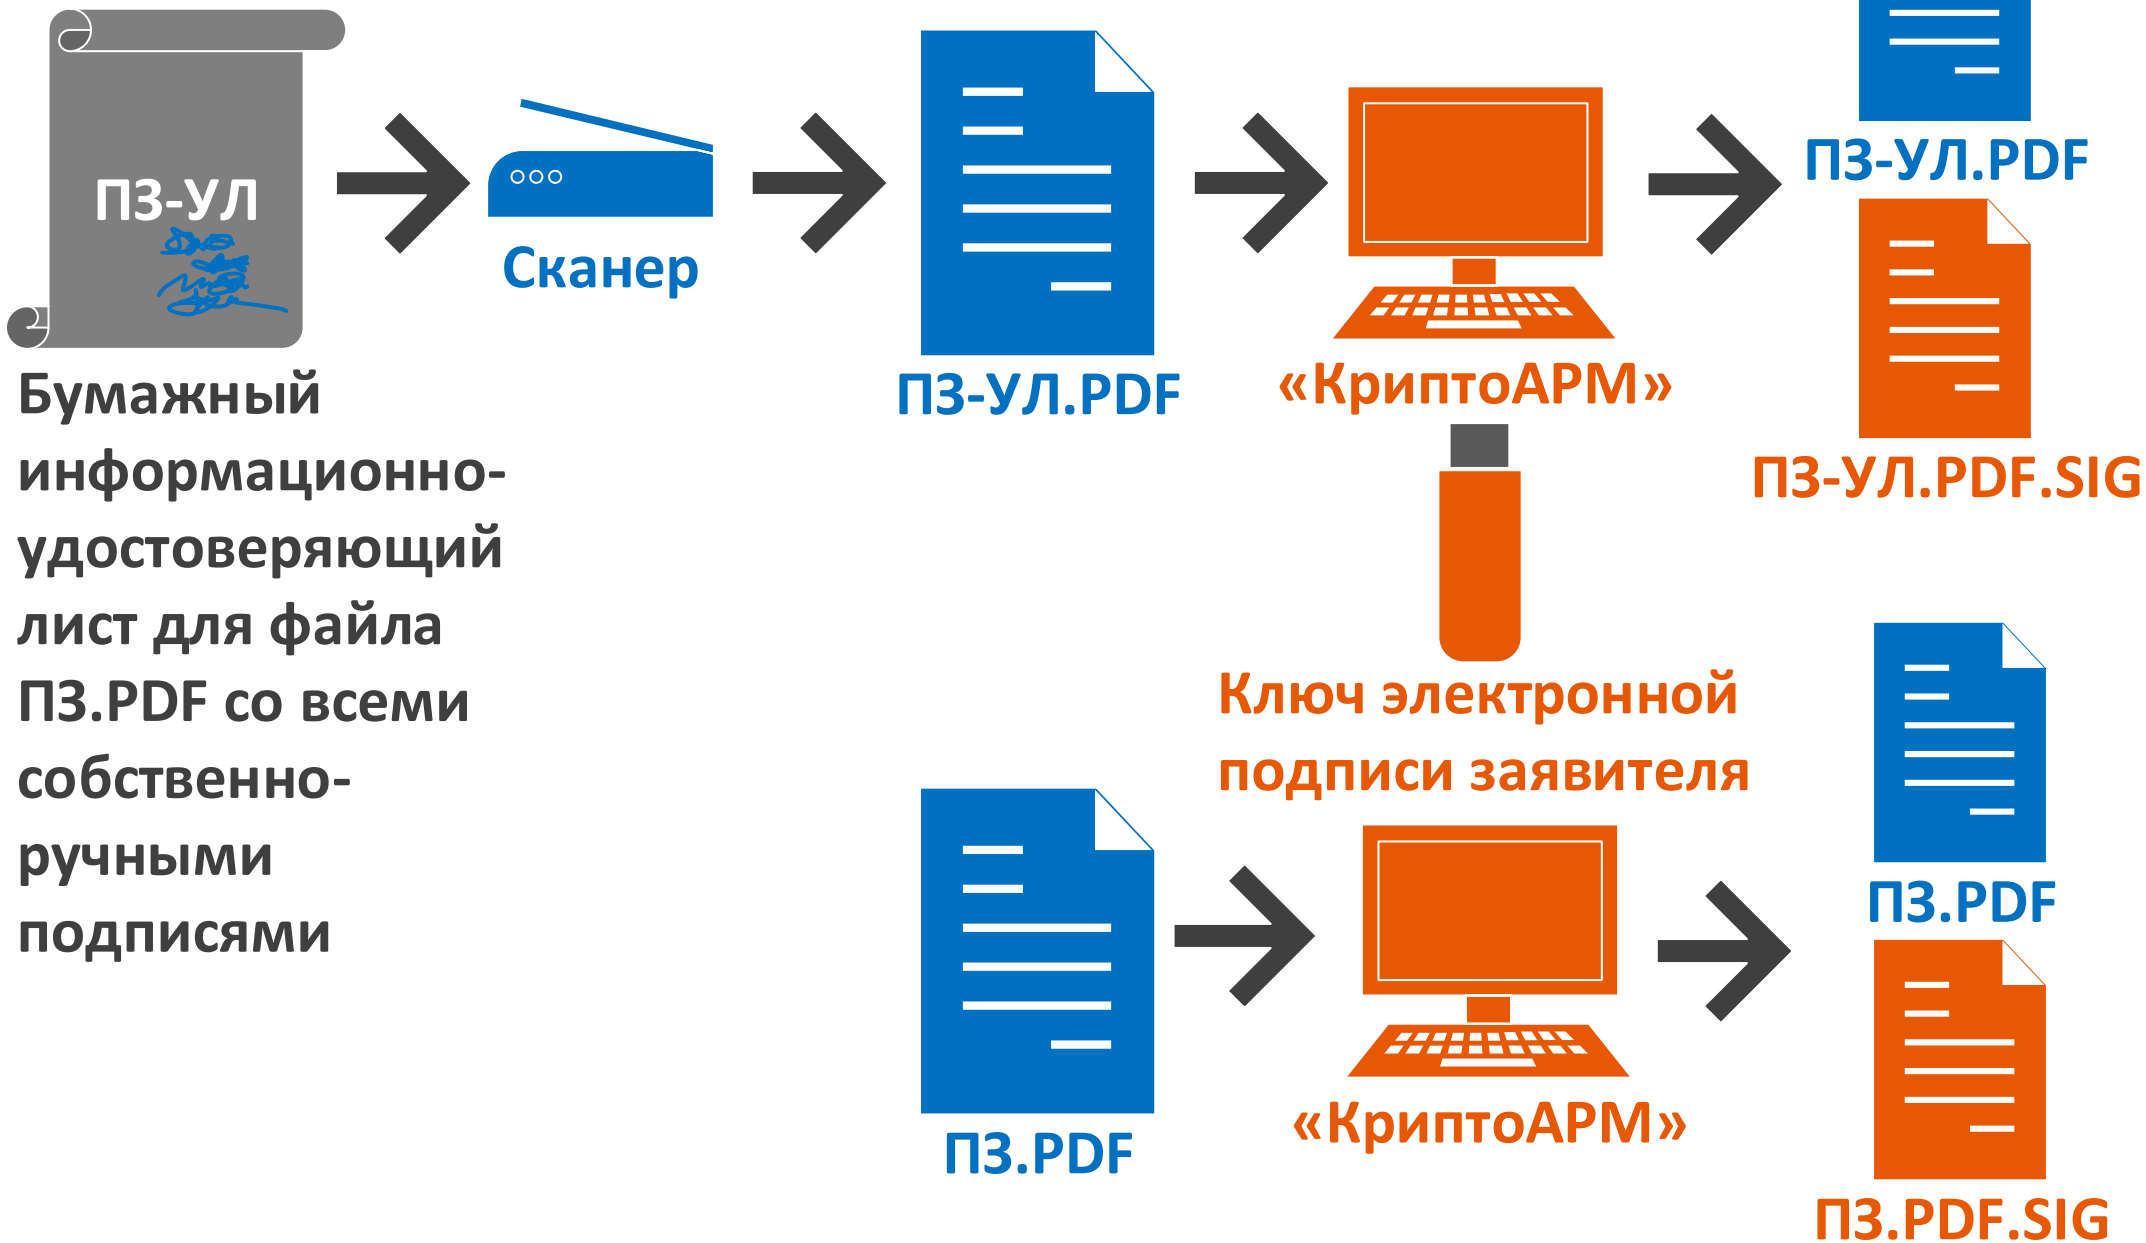 ПЗ-УЛ
Бумажный
информационно-
удостоверяющий
лист для файла
ПЗ.PDF со всеми
собственно-
ручными
подписями
Сканер
ПЗ-УЛ.PDF
«КриптоАРМ»
Ключ электронной
подписи заявителя
ПЗ-УЛ.PDF
ПЗ-УЛ.PDF.SIG
ПЗ.PDF
«КриптоАРМ»
ПЗ.PDF
ПЗ.PDF.SIG